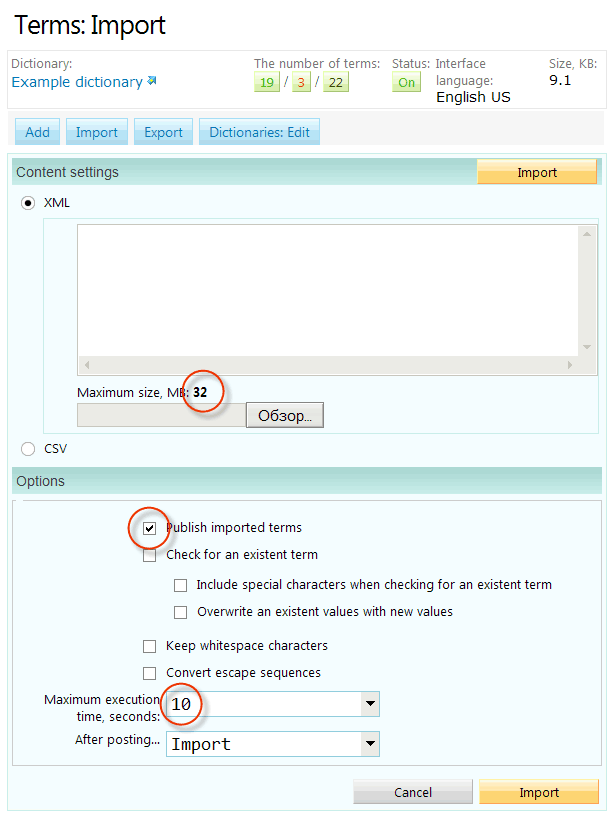 Terms: Import
Dictionary:
Example dictionary
The number of terms:
19 / 3 / 22
Status:
On
Interface
language:
English US
Size, KB:
9.1
Add
Import
Export
Dictionaries: Edit
Content settings
Import
XML
Maximum size, MB: 32
Обзор...
CSV
Options
Publish imported terms
Check for an existent term
Include special characters when checking for an existent term
Overwrite an existent values with new values
Keep whitespace characters
Convert escape sequences
Maximum execution
time, seconds:
10
After posting...
Import
Cancel
Import